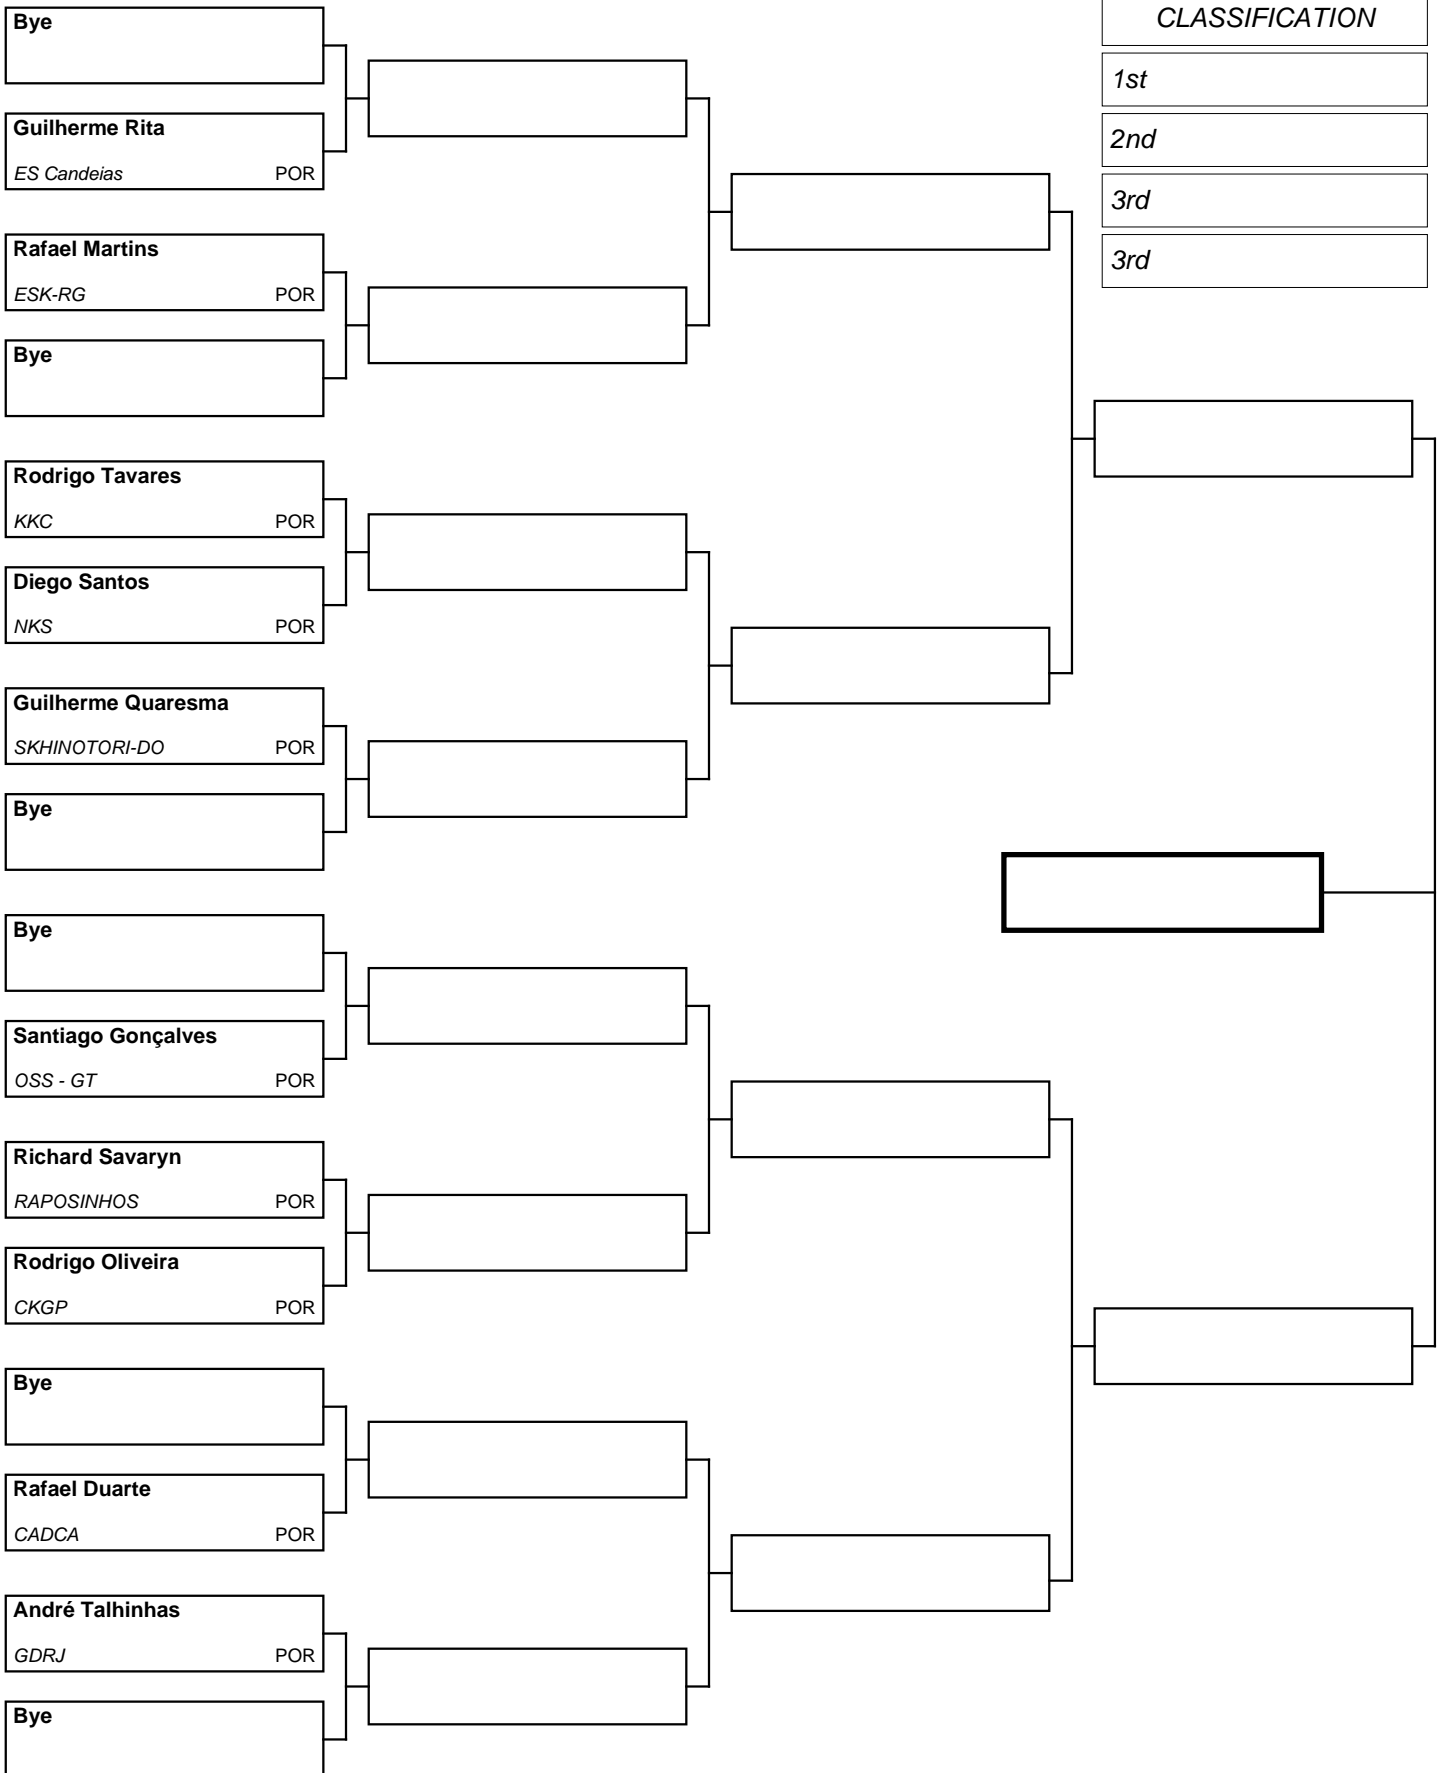 Bye
Guilherme Rita
ES Candeias POR
Rafael Martins
ESK-RG POR
Bye
Rodrigo Tavares
KKC POR
Diego Santos
NKS POR
Guilherme Quaresma
SKHINOTORI-DO POR
Bye
Bye
Santiago Gonçalves
OSS - GT POR
Richard Savaryn
RAPOSINHOS POR
Rodrigo Oliveira
CKGP POR
Bye
Rafael Duarte
CADCA POR
André Talhinhas
GDRJ POR
Bye
CLASSIFICATION
1st
2nd
3rd
3rd